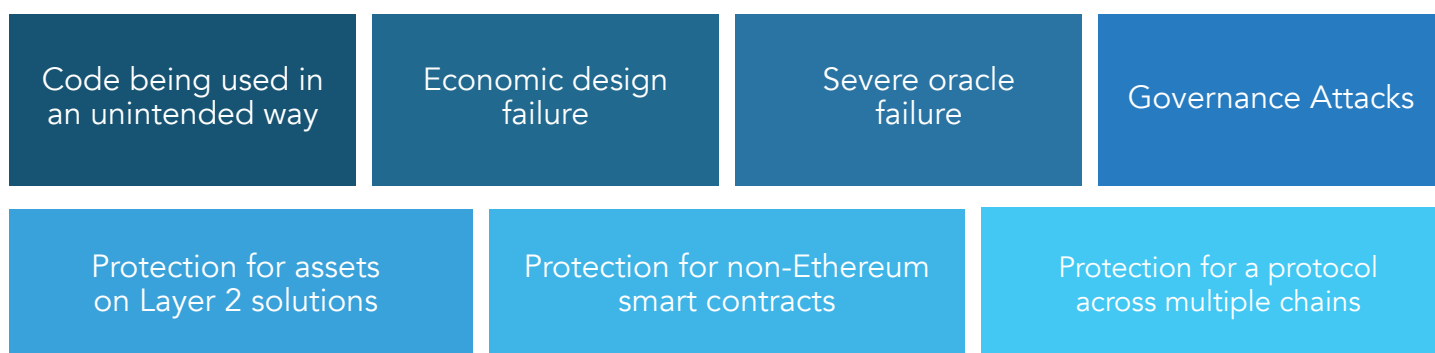 Code being used in
an unintended way
Economic design
failure
Severe oracle
failure
Governance Attacks
Protection for assets
on Layer 2 solutions
Protection for non-Ethereum
smart contracts
Protection for a protocol
across multiple chains